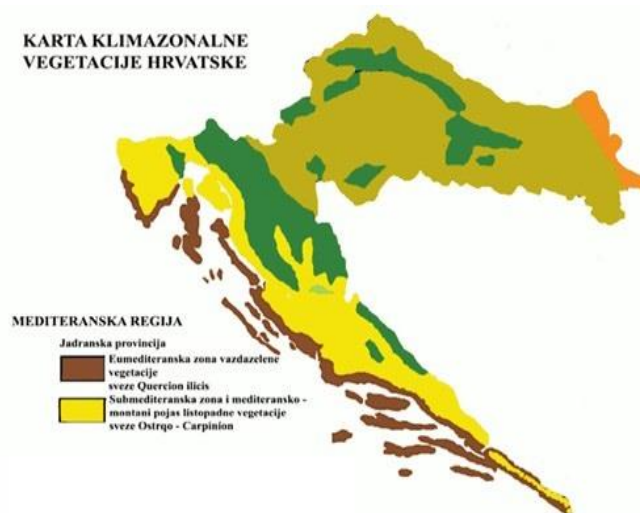 KARTA KLIMAZONALNE
VEGETACIJE HRVATSKE
MEDITERANSKA REGIJA
Jadranska provincija
Eumediteranska zona vazdazelene
vegetacije
sveze Quercion ilicis
Submediteranska zona i mediteransko -
montani pojas listopadne vegetacije
sveze Ostrqo - Carpinion